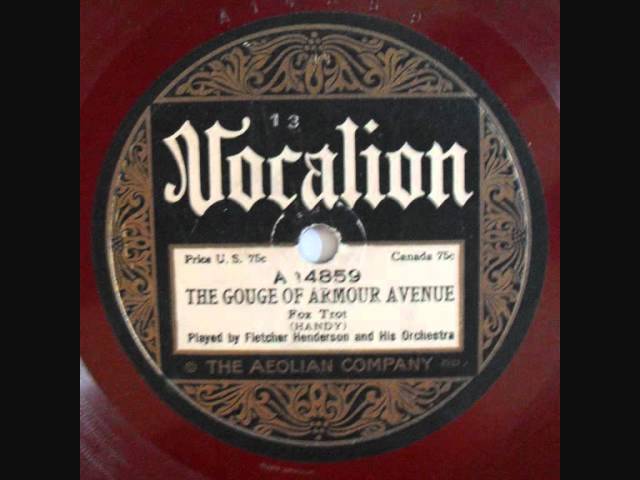 A14859
13
Vocalion
Price U. S. 75c Canada 75c
A 14859
THE GOUGE OF ARMOUR AVENUE
Fox Trot
(HANDY)
Played by Fletcher Henderson and His Orchestra
© THE AEOLIAN COMPANY